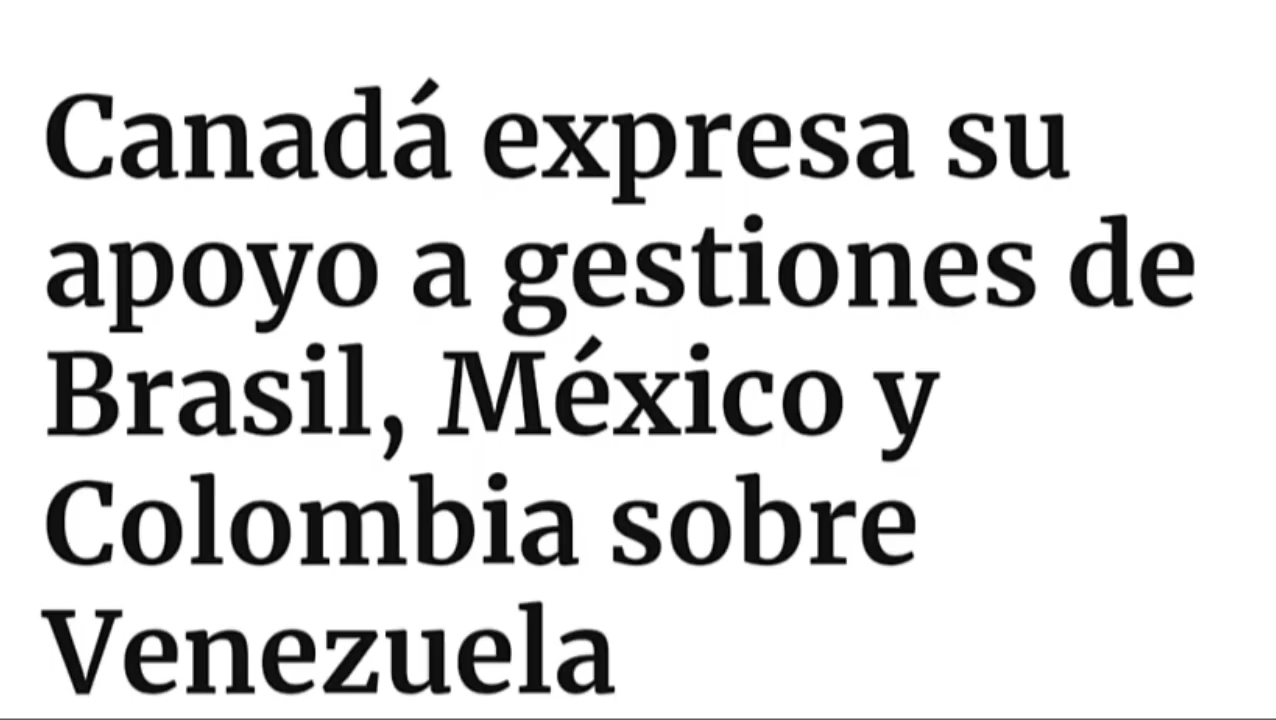 Canadá expresa su
apoyo a gestiones de
Brasil, México y
Colombia sobre
Venezuela